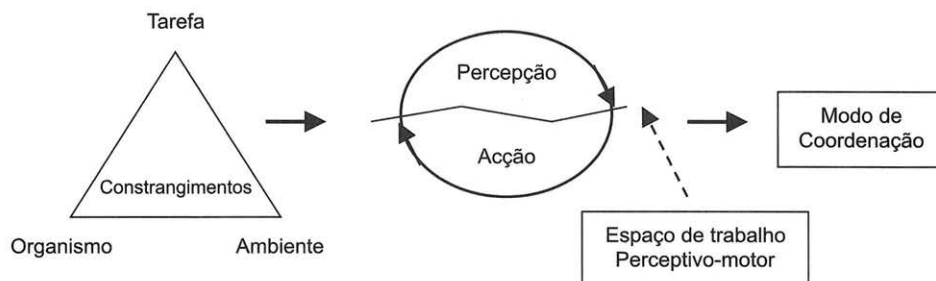 Tarefa
Percepção
Acção
Constrangimentos
Organismo
Ambiente
Modo de
Coordenação
Espaço de trabalho
Perceptivo-motor